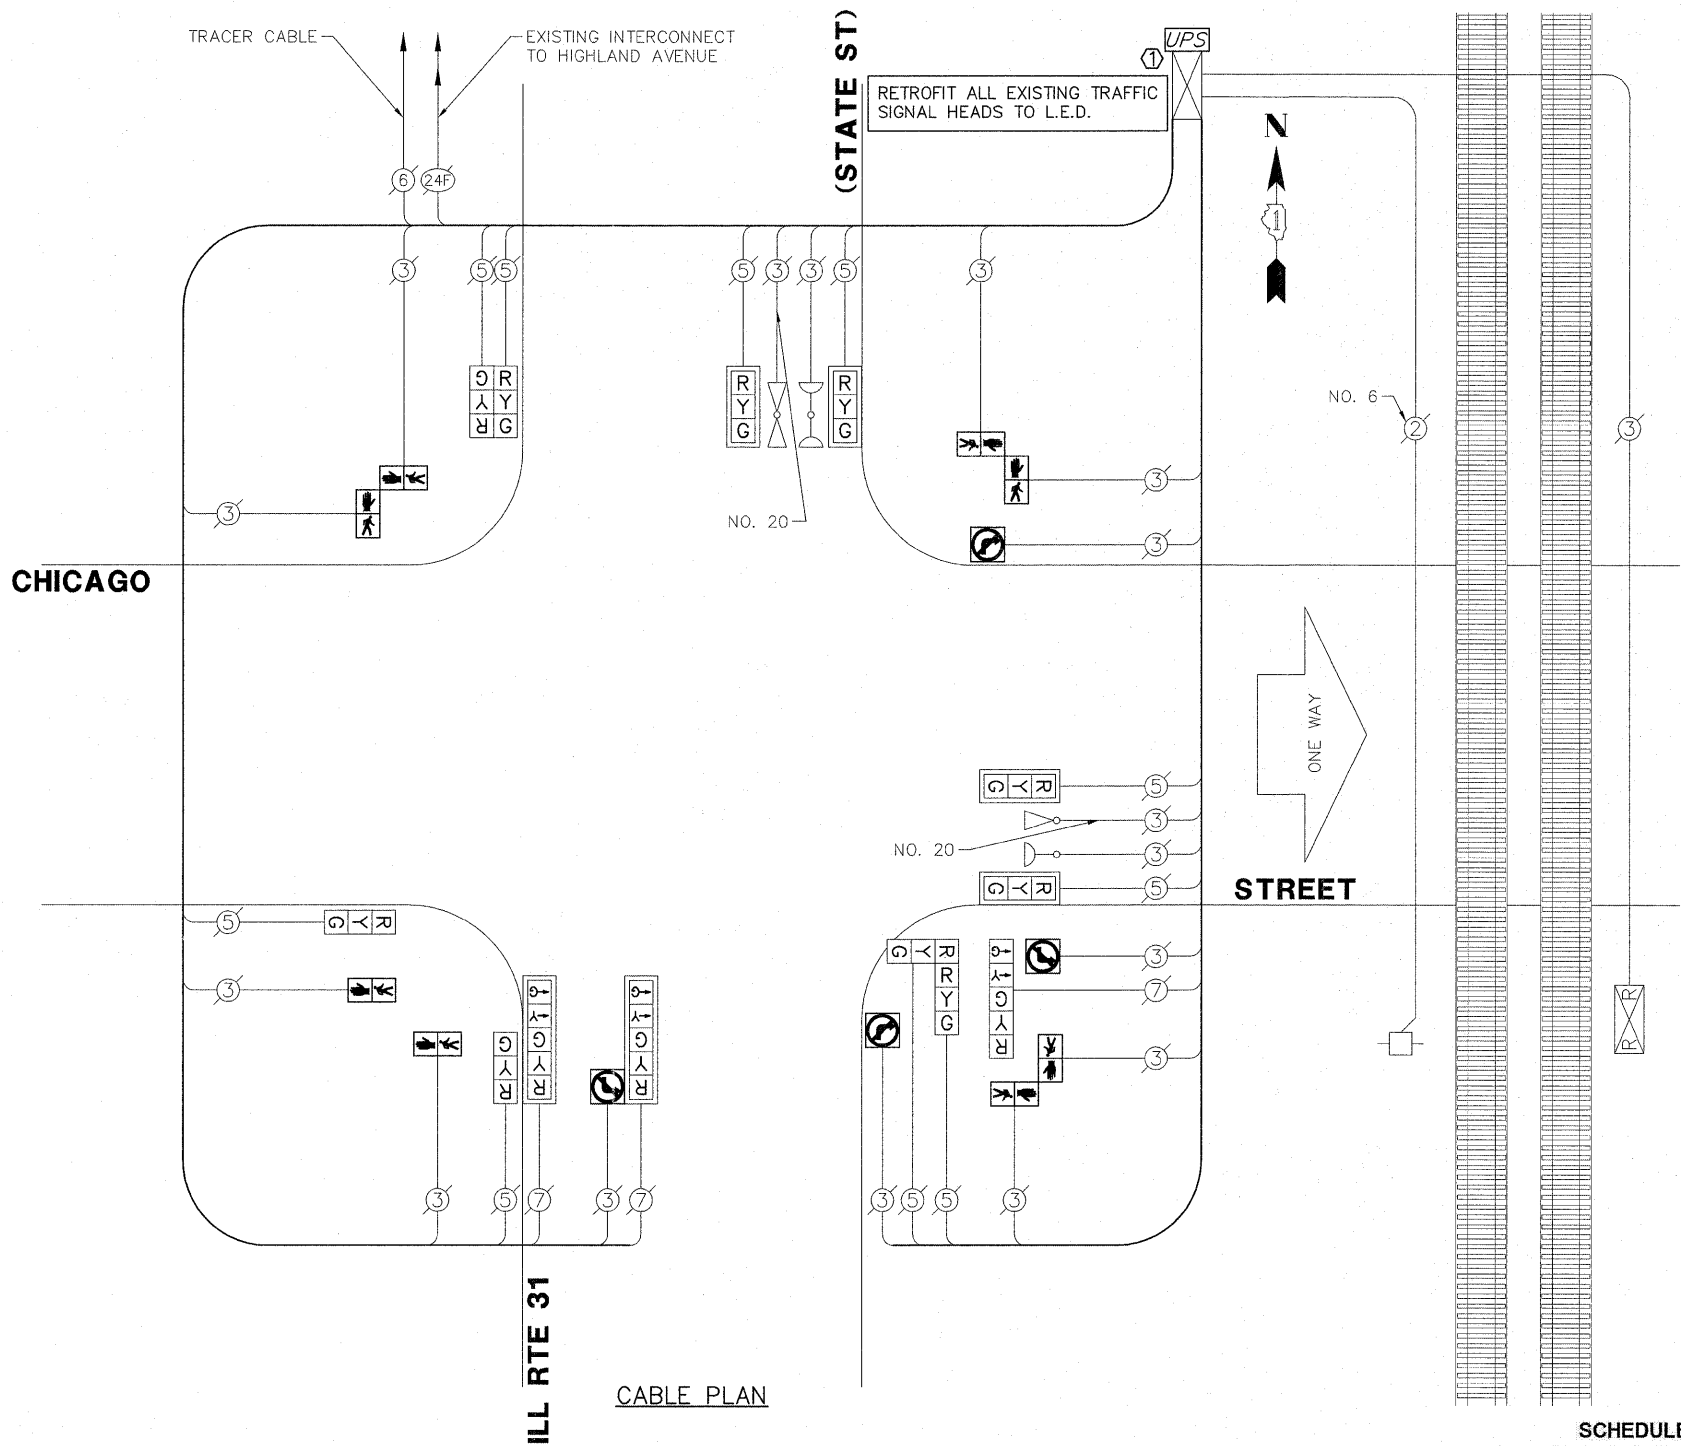 TRACER CABLE
EXISTING INTERCONNECT
TO HIGHLAND AVENUE
(STATE ST)
UPS
1
RETROFIT ALL EXISTING TRAFFIC
SIGNAL HEADS TO L.E.D.
N
1
6
24F
3
5
5
5
3
3
5
3
R
Y
G
R
Y
G
R
Y
G
R
Y
G
NO. 6
2
3
3
3
NO. 20
3
CHICAGO
ONE WAY
R Y G
5
3
NO. 20
3
R Y G
5
STREET
5
R Y G
3
R Y G
R
Y
G
G
Y
G
Y
R
3
7
3
G
Y
G
Y
R
G
Y
G
Y
R
G
Y
R
R
R
3
5
7
3
7
3
5
5
3
ILL RTE 31
CABLE PLAN
SCHEDULE